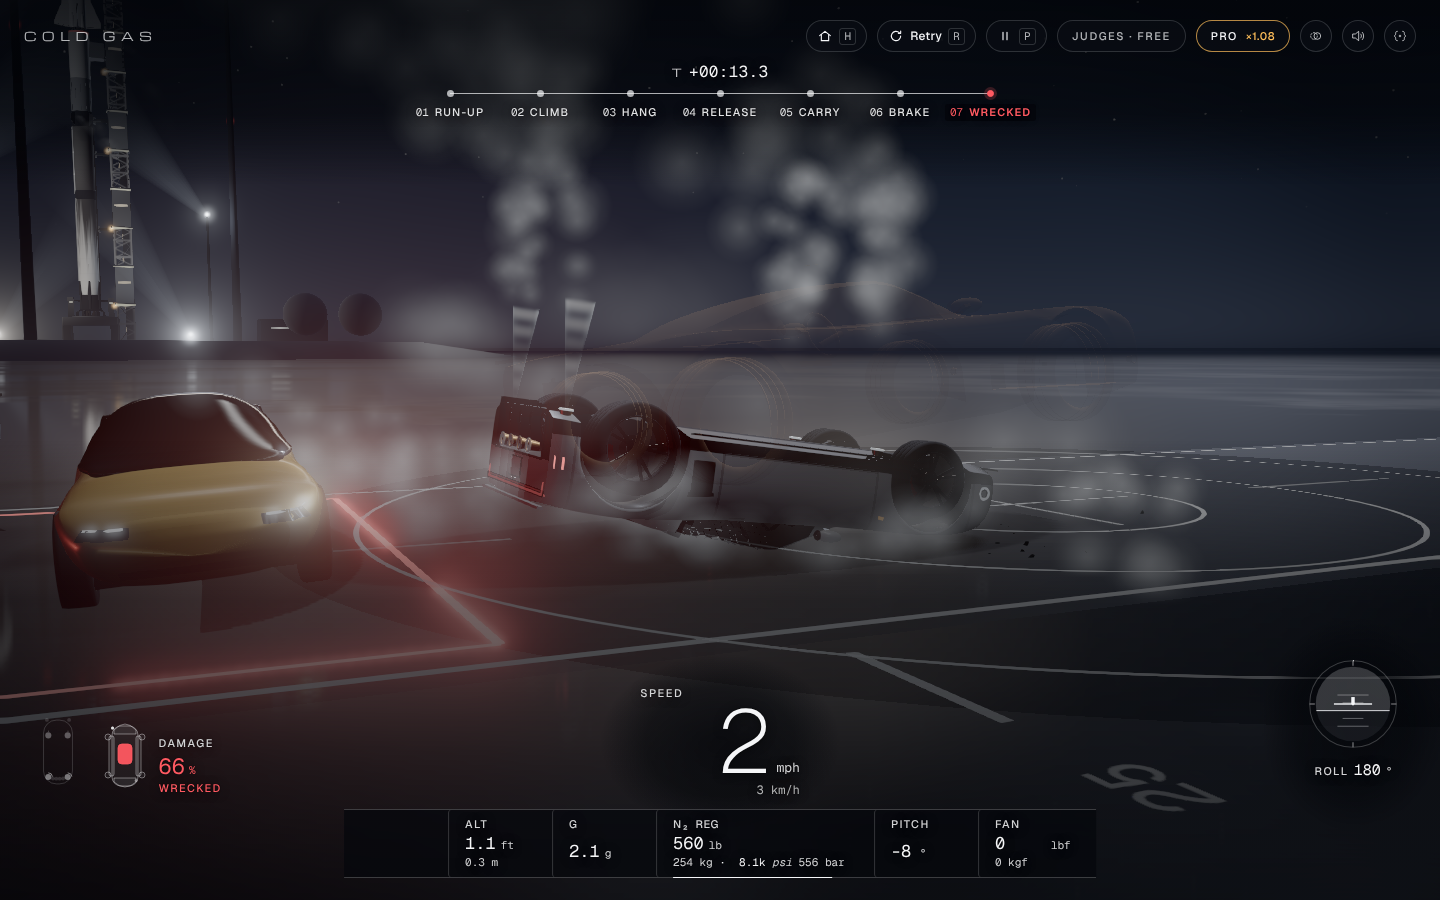 COLD GAS
H
Retry R
P
JUDGES · FREE
PRO ×1.08
T +00:13.3
01 RUN-UP
02 CLIMB
03 HANG
04 RELEASE
05 CARRY
06 BRAKE
07 WRECKED
SPEED
2 mph
3 km/h
DAMAGE
66 %
WRECKED
ROLL 180 °
25
ALT
1.1 ft
0.3 m
G
2.1 g
N₂ REG
560 lb
254 kg · 8.1k psi 556 bar
PITCH
-8 °
FAN
0 lbf
0 kgf